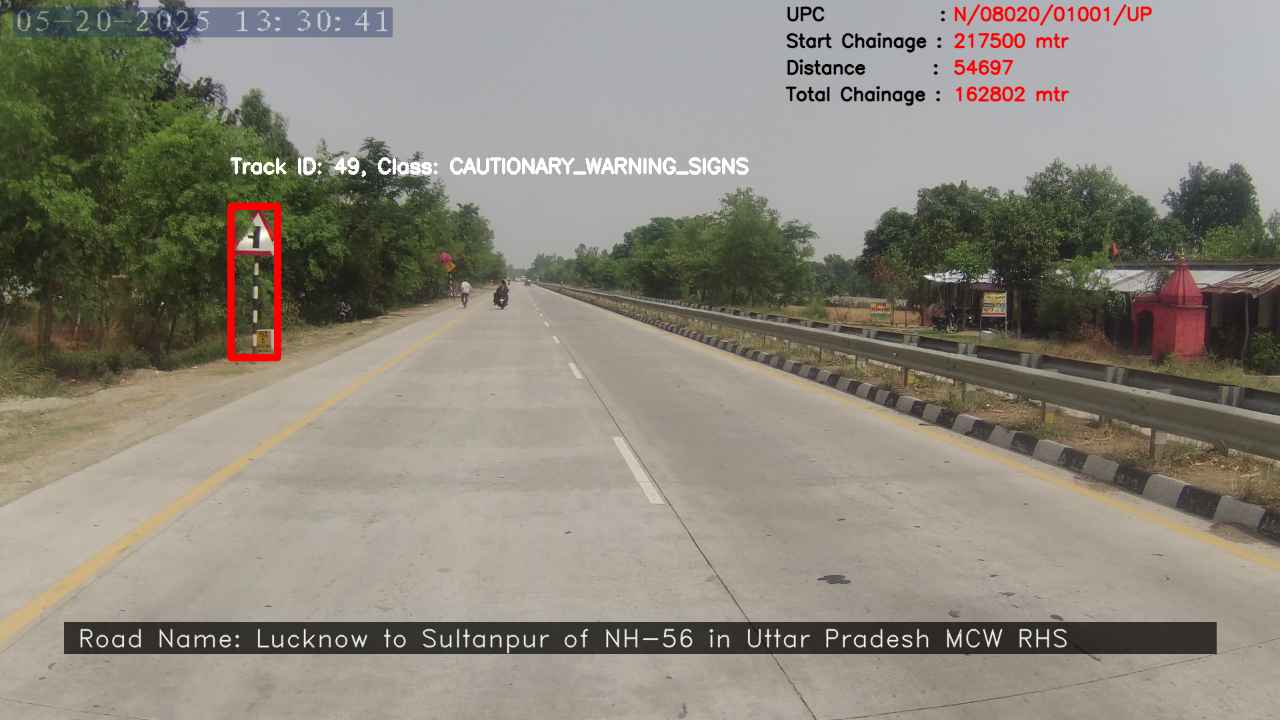 05-20-2025 13:30:41
UPC : N/08020/01001/UP
Start Chainage : 217500 mtr
Distance : 54697
Total Chainage : 162802 mtr
Track ID: 49, Class: CAUTIONARY_WARNING_SIGNS
Road Name: Lucknow to Sultanpur of NH-56 in Uttar Pradesh MCW RHS